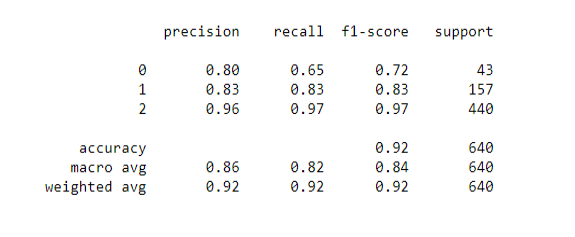 precision recall f1-score support
0 0.80 0.65 0.72 43
1 0.83 0.83 0.83 157
2 0.96 0.97 0.97 440
accuracy 0.92 640
macro avg 0.86 0.82 0.84 640
weighted avg 0.92 0.92 0.92 640